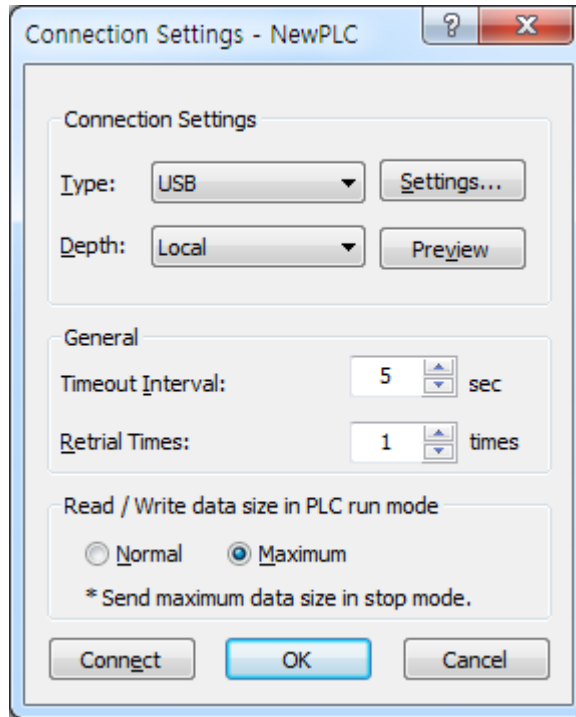 Connection Settings - NewPLC
Connection Settings
Type: USB Settings...
Depth: Local Preview
General
Timeout Interval: 5 sec
Retrial Times: 1 times
Read / Write data size in PLC run mode
Normal Maximum
* Send maximum data size in stop mode.
Connect OK Cancel